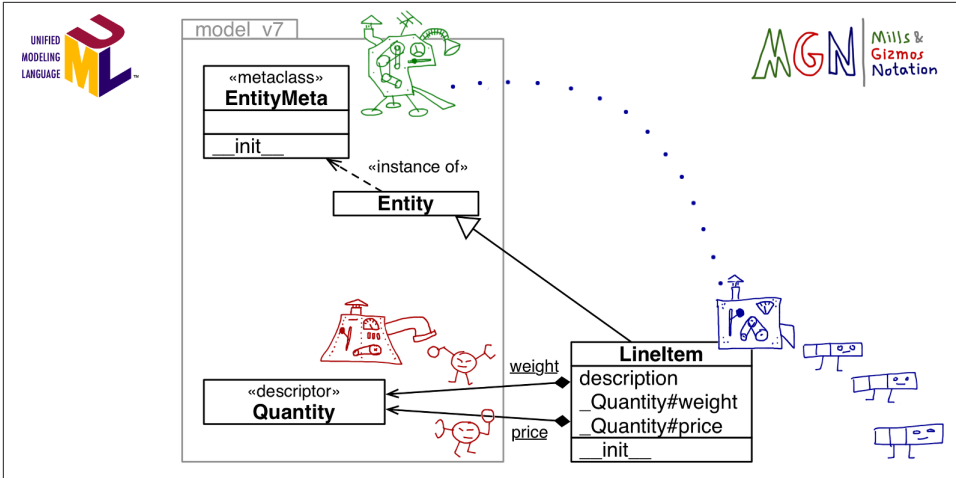 UNIFIED
MODELING
LANGUAGE
UML™
MGN
Mills &
Gizmos
Notation
model_v7
«metaclass»
EntityMeta
__init__
«instance of»
Entity
«descriptor»
Quantity
weight
price
LineItem
description
_Quantity#weight
_Quantity#price
__init__